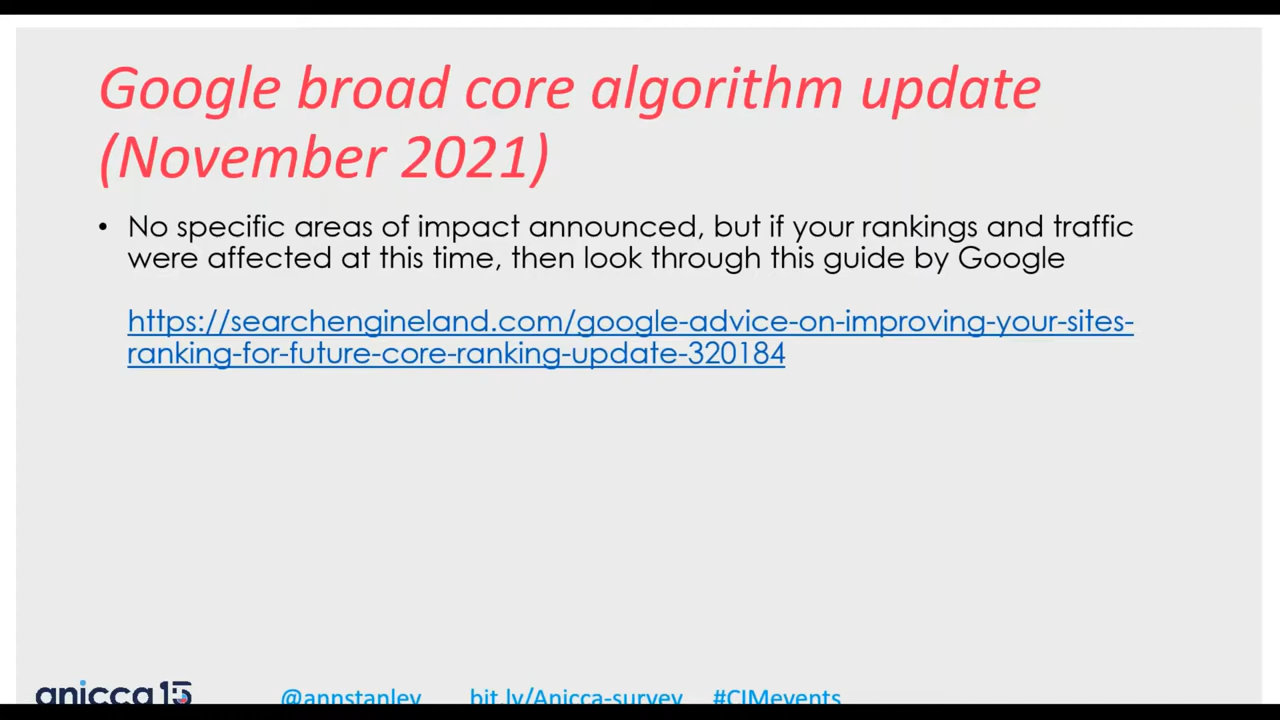 Google broad core algorithm update
(November 2021)
• No specific areas of impact announced, but if your rankings and traffic
were affected at this time, then look through this guide by Google
https://searchengineland.com/google-advice-on-improving-your-sites-
ranking-for-future-core-ranking-update-320184
anicca 15 @annstanley bit.ly/Anicca-survey #CIMevents